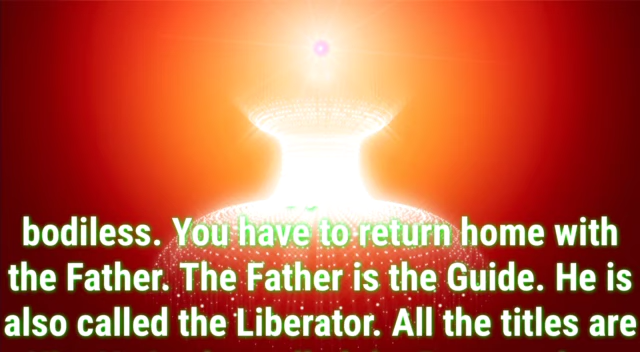 bodiless. You have to return home with
the Father. The Father is the Guide. He is
also called the Liberator. All the titles are